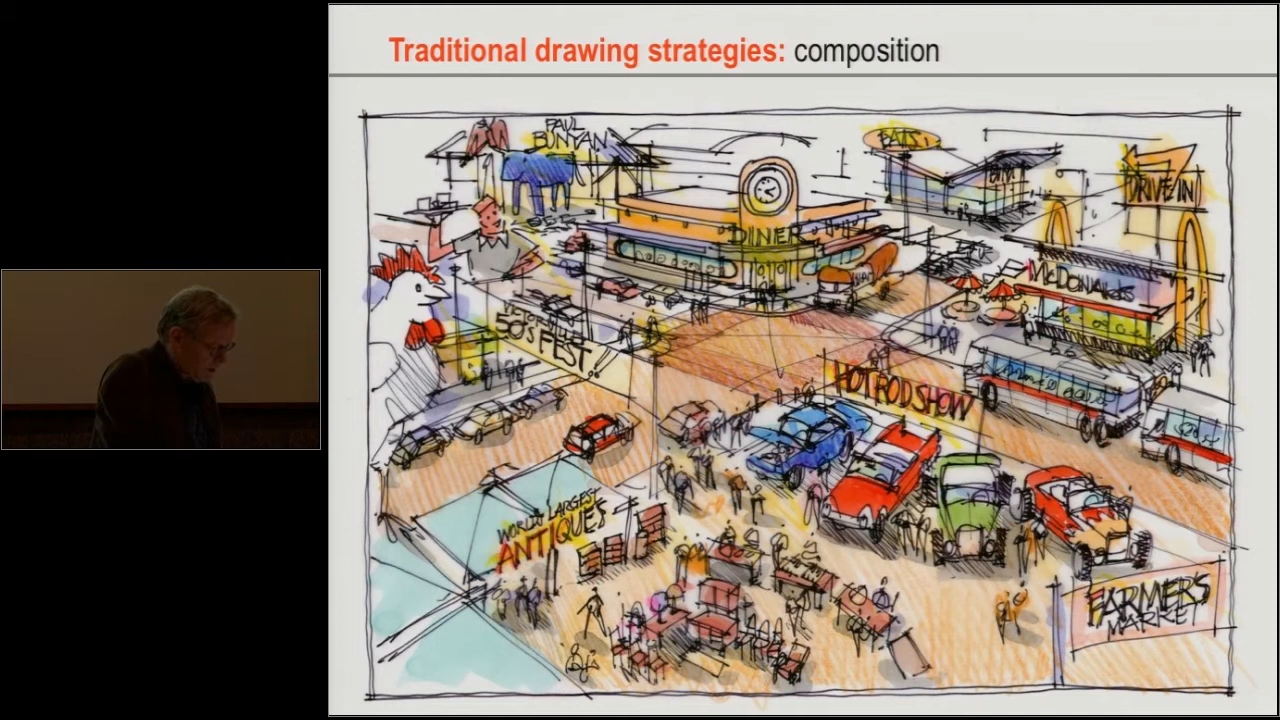 Traditional drawing strategies: composition
PAUL
BUNYAN
EATS
DRIVE IN
DINER
McDONALDS
50'S FEST!!
HOT ROD SHOW
WORLD LARGEST
ANTIQUES
FARMER'S
MARKET